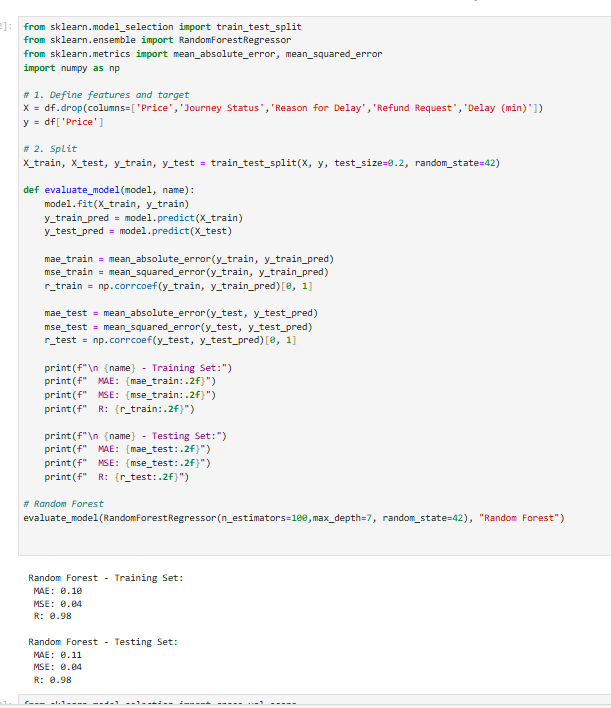 from sklearn.model_selection import train_test_split
from sklearn.ensemble import RandomForestRegressor
from sklearn.metrics import mean_absolute_error, mean_squared_error
import numpy as np

# 1. Define features and target
X = df.drop(columns=['Price','Journey Status','Reason for Delay','Refund Request','Delay (min)'])
y = df['Price']

# 2. Split
X_train, X_test, y_train, y_test = train_test_split(X, y, test_size=0.2, random_state=42)

def evaluate_model(model, name):
    model.fit(X_train, y_train)
    y_train_pred = model.predict(X_train)
    y_test_pred = model.predict(X_test)

    mae_train = mean_absolute_error(y_train, y_train_pred)
    mse_train = mean_squared_error(y_train, y_train_pred)
    r_train = np.corrcoef(y_train, y_train_pred)[0, 1]

    mae_test = mean_absolute_error(y_test, y_test_pred)
    mse_test = mean_squared_error(y_test, y_test_pred)
    r_test = np.corrcoef(y_test, y_test_pred)[0, 1]

    print(f"\n {name} - Training Set:")
    print(f"  MAE: {mae_train:.2f}")
    print(f"  MSE: {mse_train:.2f}")
    print(f"  R: {r_train:.2f}")

    print(f"\n {name} - Testing Set:")
    print(f"  MAE: {mae_test:.2f}")
    print(f"  MSE: {mse_test:.2f}")
    print(f"  R: {r_test:.2f}")

# Random Forest
evaluate_model(RandomForestRegressor(n_estimators=100,max_depth=7, random_state=42), "Random Forest")

Random Forest - Training Set:
  MAE: 0.10
  MSE: 0.04
  R: 0.98

Random Forest - Testing Set:
  MAE: 0.11
  MSE: 0.04
  R: 0.98